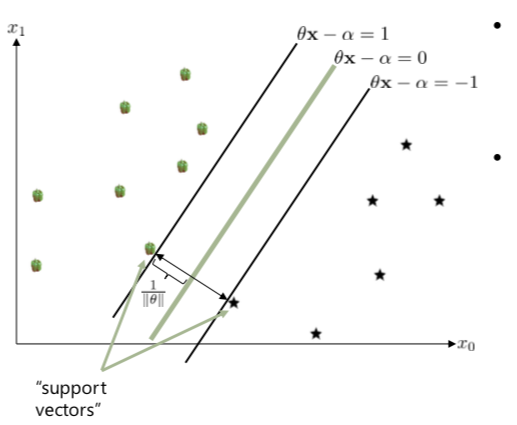 x₁
θx − α = 1
θx − α = 0
θx − α = −1
1
‖θ‖
x₀
“support
vectors”